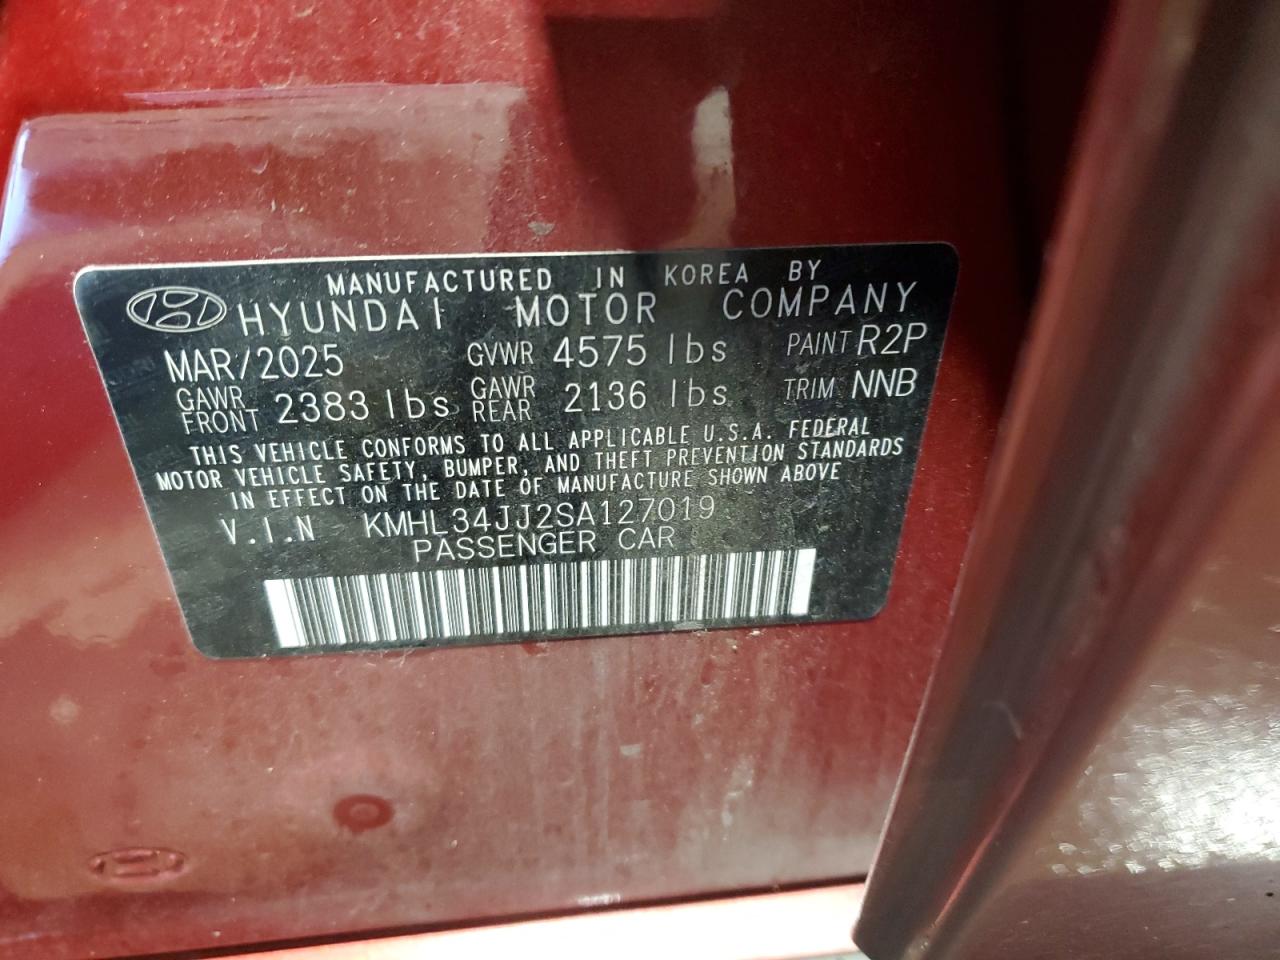 MANUFACTURED IN KOREA BY
HYUNDAI MOTOR COMPANY
MAR/2025 GVWR 4575 lbs PAINT R2P
GAWR FRONT 2383 lbs GAWR REAR 2136 lbs TRIM NNB
THIS VEHICLE CONFORMS TO ALL APPLICABLE U.S.A. FEDERAL
MOTOR VEHICLE SAFETY, BUMPER, AND THEFT PREVENTION STANDARDS
IN EFFECT ON THE DATE OF MANUFACTURE SHOWN ABOVE
V.I.N KMHL34JJ2SA127019
PASSENGER CAR